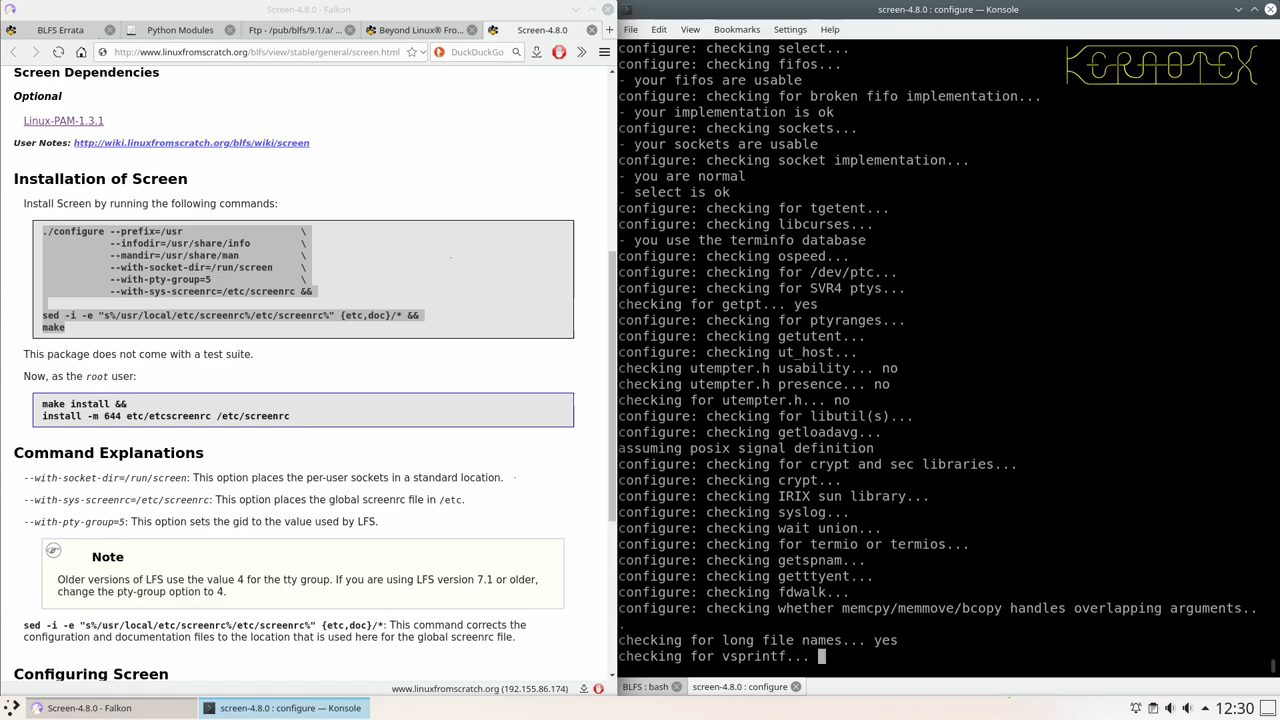 Screen-4.8.0 - Falkon
BLFS Errata
Python Modules
Ftp - /pub/blfs/9.1/a/
Beyond Linux® From...
Screen-4.8.0
http://www.linuxfromscratch.org/blfs/view/stable/general/screen.html
DuckDuckGo
Screen Dependencies
Optional
Linux-PAM-1.3.1
User Notes: http://wiki.linuxfromscratch.org/blfs/wiki/screen
Installation of Screen
Install Screen by running the following commands:
./configure --prefix=/usr \
--infodir=/usr/share/info \
--mandir=/usr/share/man \
--with-socket-dir=/run/screen \
--with-pty-group=5 \
--with-sys-screenrc=/etc/screenrc &&
sed -i -e "s%/usr/local/etc/screenrc%/etc/screenrc%" {etc,doc}/* &&
make
This package does not come with a test suite.
Now, as the root user:
make install &&
install -m 644 etc/etcscreenrc /etc/screenrc
Command Explanations
--with-socket-dir=/run/screen: This option places the per-user sockets in a standard location.
--with-sys-screenrc=/etc/screenrc: This option places the global screenrc file in /etc.
--with-pty-group=5: This option sets the gid to the value used by LFS.
Note
Older versions of LFS use the value 4 for the tty group. If you are using LFS version 7.1 or older,
change the pty-group option to 4.
sed -i -e "s%/usr/local/etc/screenrc%/etc/screenrc%" {etc,doc}/*: This command corrects the
configuration and documentation files to the location that is used here for the global screenrc file.
Configuring Screen
www.linuxfromscratch.org (192.155.86.174)
screen-4.8.0 : configure — Konsole
File Edit View Bookmarks Settings Help
KERNOTEX
configure: checking select...
configure: checking fifos...
- your fifos are usable
configure: checking for broken fifo implementation...
- your implementation is ok
configure: checking sockets...
- your sockets are usable
configure: checking socket implementation...
- you are normal
- select is ok
configure: checking for tgetent...
configure: checking libcurses...
- you use the terminfo database
configure: checking ospeed...
configure: checking for /dev/ptc...
configure: checking for SVR4 ptys...
checking for getpt... yes
configure: checking for ptyranges...
configure: checking getutent...
configure: checking ut_host...
checking utempter.h usability... no
checking utempter.h presence... no
checking for utempter.h... no
configure: checking for libutil(s)...
configure: checking getloadavg...
assuming posix signal definition
configure: checking for crypt and sec libraries...
configure: checking crypt...
configure: checking IRIX sun library...
configure: checking syslog...
configure: checking wait union...
configure: checking for termio or termios...
configure: checking getspnam...
configure: checking getttyent...
configure: checking fdwalk...
configure: checking whether memcpy/memmove/bcopy handles overlapping arguments..
.
checking for long file names... yes
checking for vsprintf...
BLFS : bash
screen-4.8.0 : configure
Screen-4.8.0 - Falkon
screen-4.8.0 : configure — Konsole
12:30